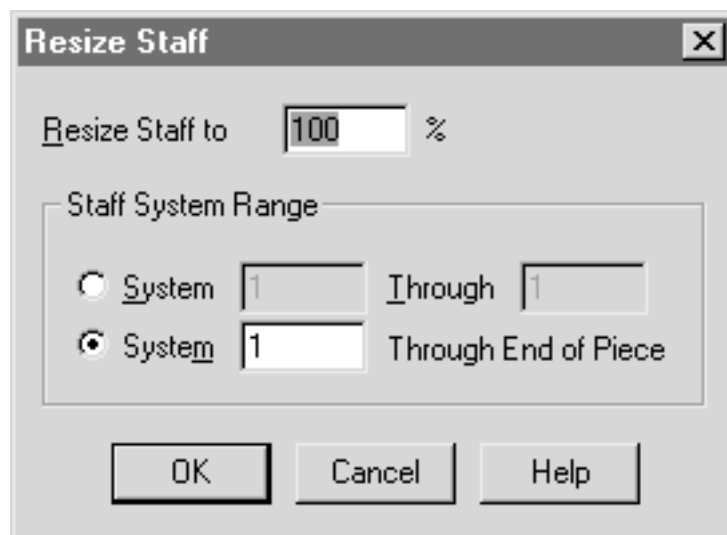 Resize Staff
Resize Staff to 100 %
Staff System Range
System 1 Through 1
System 1 Through End of Piece
OK Cancel Help